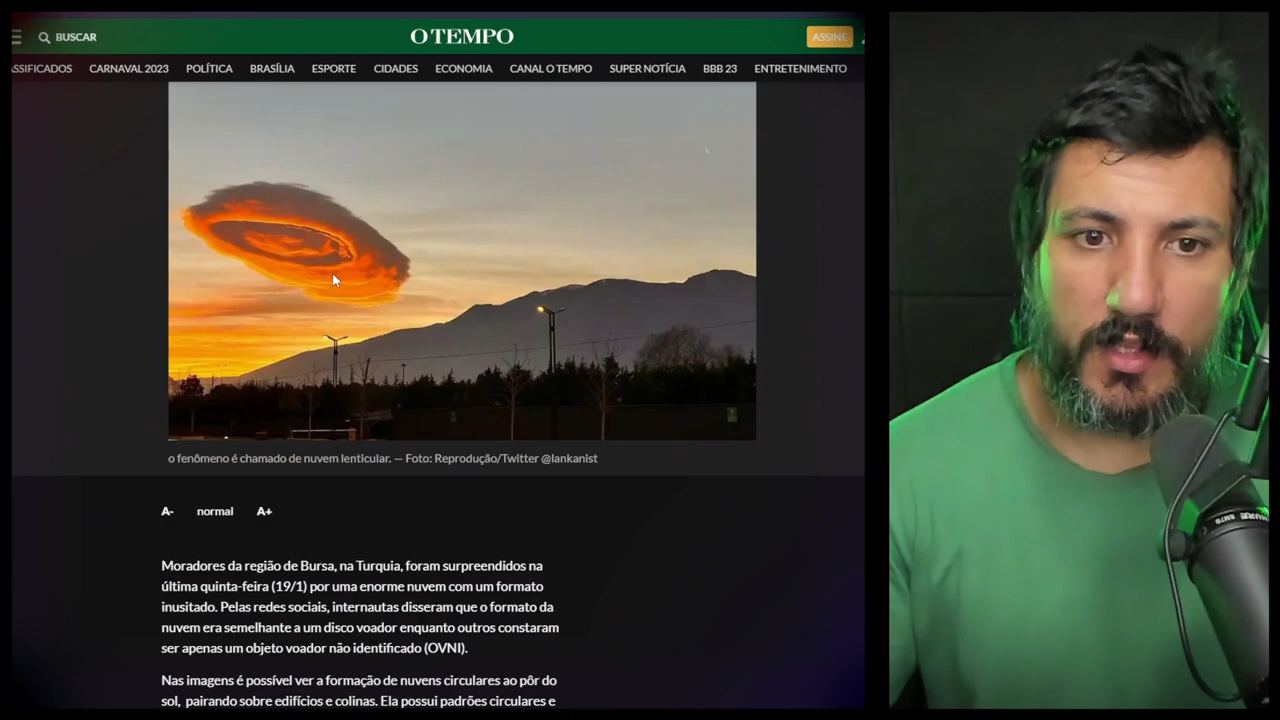 BUSCAR
O TEMPO
ASSINE
ASSIFICADOS CARNAVAL 2023 POLÍTICA BRASÍLIA ESPORTE CIDADES ECONOMIA CANAL O TEMPO SUPER NOTÍCIA BBB 23 ENTRETENIMENTO
o fenômeno é chamado de nuvem lenticular. — Foto: Reprodução/Twitter @lankanist
A- normal A+
Moradores da região de Bursa, na Turquia, foram surpreendidos na
última quinta-feira (19/1) por uma enorme nuvem com um formato
inusitado. Pelas redes sociais, internautas disseram que o formato da
nuvem era semelhante a um disco voador enquanto outros constaram
ser apenas um objeto voador não identificado (OVNI).
Nas imagens é possível ver a formação de nuvens circulares ao pôr do
sol, pairando sobre edifícios e colinas. Ela possui padrões circulares e